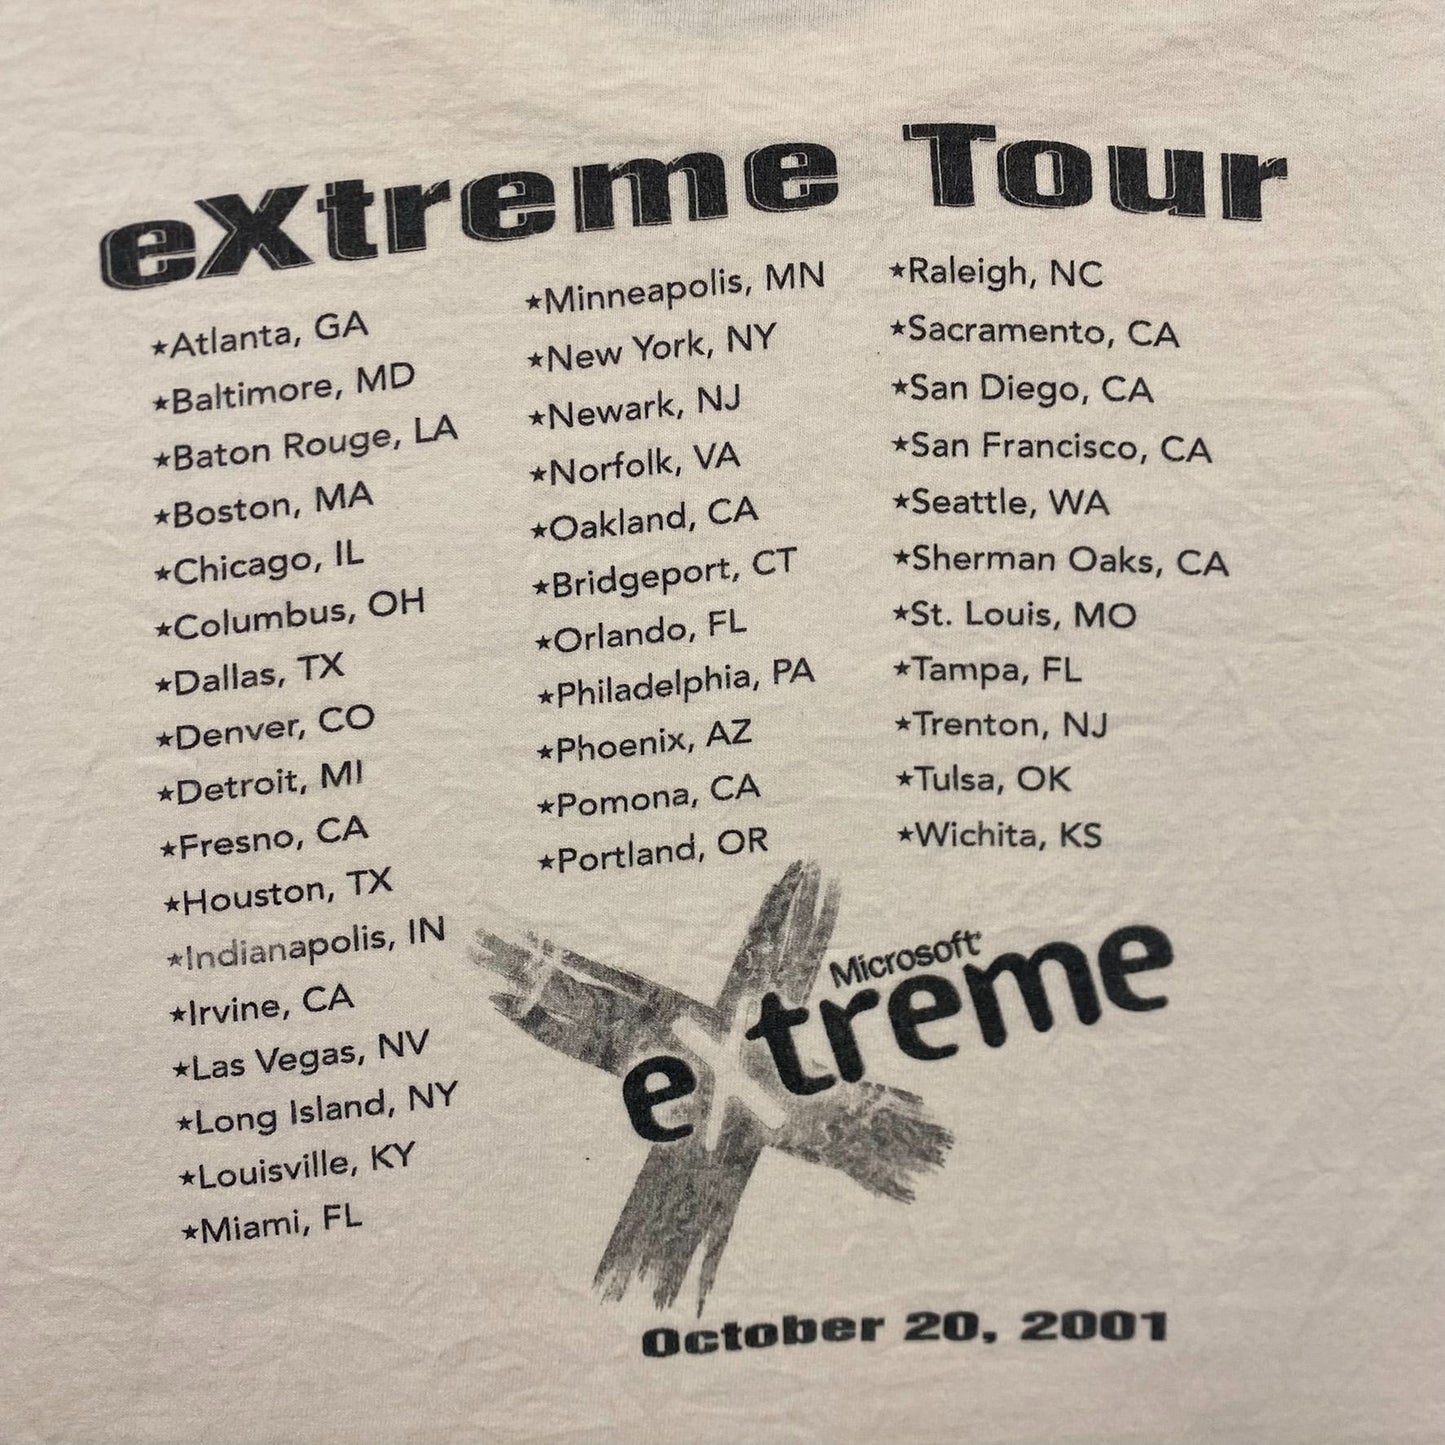 eXtreme Tour
★Atlanta, GA
★Baltimore, MD
★Baton Rouge, LA
★Boston, MA
★Chicago, IL
★Columbus, OH
★Dallas, TX
★Denver, CO
★Detroit, MI
★Fresno, CA
★Houston, TX
★Indianapolis, IN
★Irvine, CA
★Las Vegas, NV
★Long Island, NY
★Louisville, KY
★Miami, FL
★Minneapolis, MN
★New York, NY
★Newark, NJ
★Norfolk, VA
★Oakland, CA
★Bridgeport, CT
★Orlando, FL
★Philadelphia, PA
★Phoenix, AZ
★Pomona, CA
★Portland, OR
★Raleigh, NC
★Sacramento, CA
★San Diego, CA
★San Francisco, CA
★Seattle, WA
★Sherman Oaks, CA
★St. Louis, MO
★Tampa, FL
★Trenton, NJ
★Tulsa, OK
★Wichita, KS
Microsoft®
eXtreme
October 20, 2001